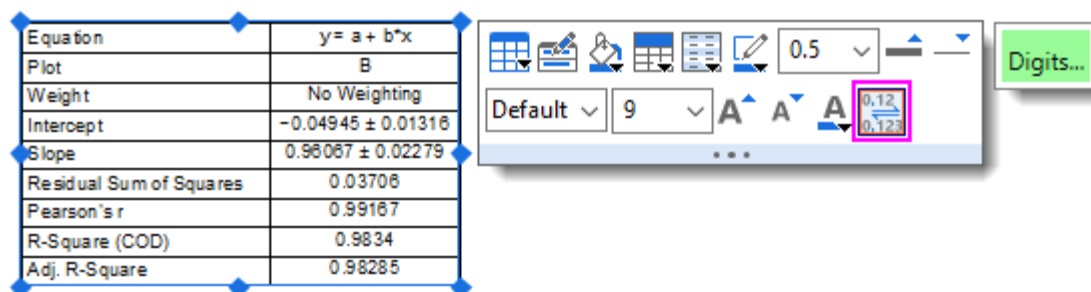 Equation y = a + b*x
Plot B
Weight No Weighting
Intercept −0.04945 ± 0.01316
Slope 0.96067 ± 0.02279
Residual Sum of Squares 0.03706
Pearson's r 0.99167
R-Square (COD) 0.9834
Adj. R-Square 0.98285
0.5
Default 9 A A A 0.12 0.123
Digits...